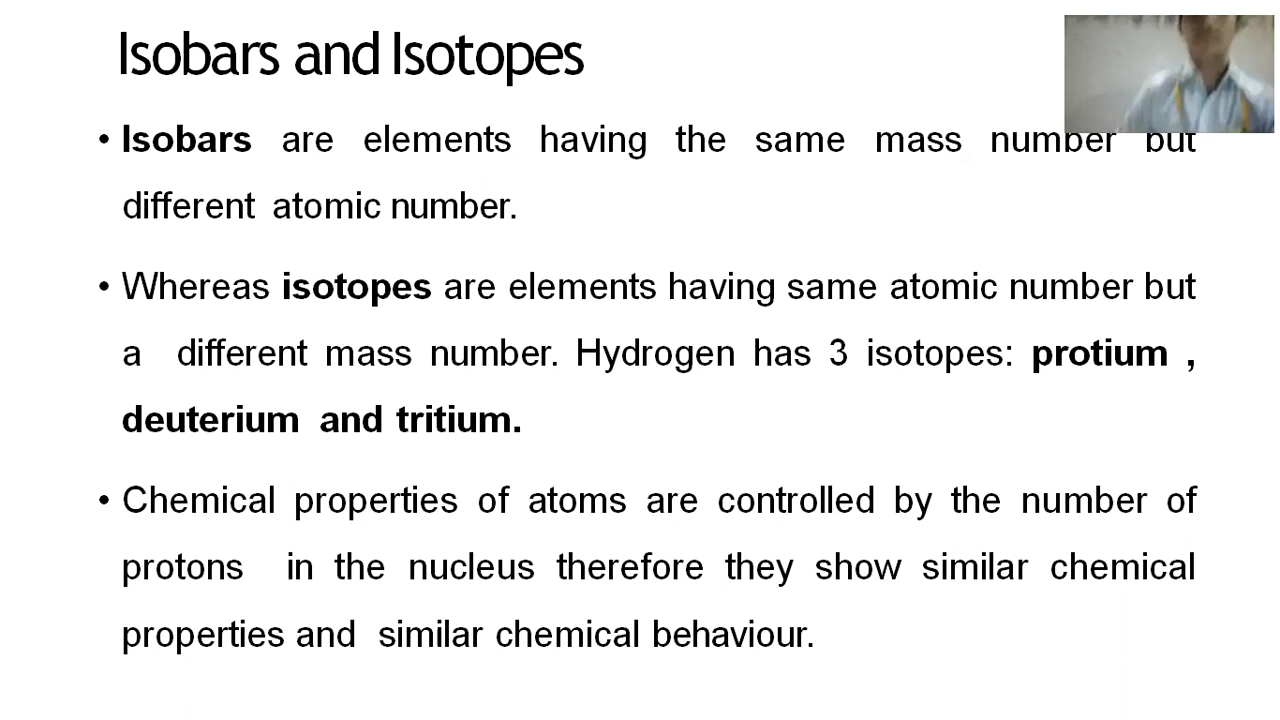 Isobars and Isotopes
• Isobars are elements having the same mass number but
different atomic number.
• Whereas isotopes are elements having same atomic number but
a different mass number. Hydrogen has 3 isotopes: protium ,
deuterium and tritium.
• Chemical properties of atoms are controlled by the number of
protons in the nucleus therefore they show similar chemical
properties and similar chemical behaviour.